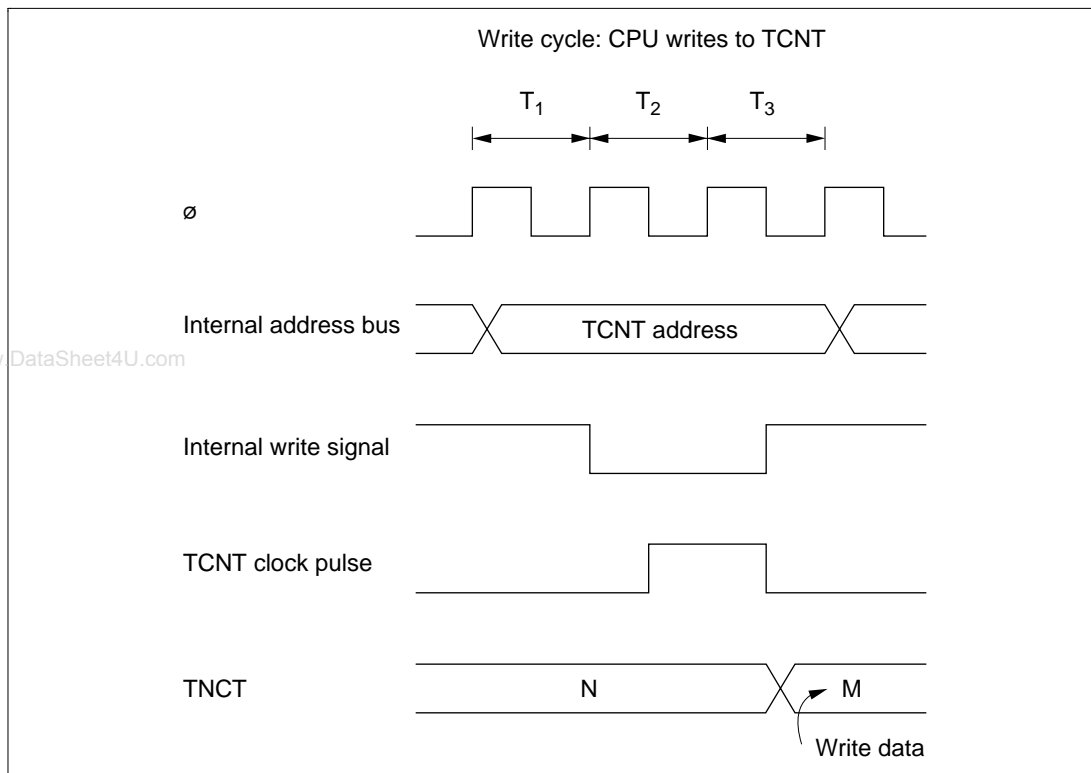 Write cycle: CPU writes to TCNT
T1 T2 T3
ø
Internal address bus TCNT address
.DataSheet4U.com
Internal write signal
TCNT clock pulse
TNCT N M
Write data